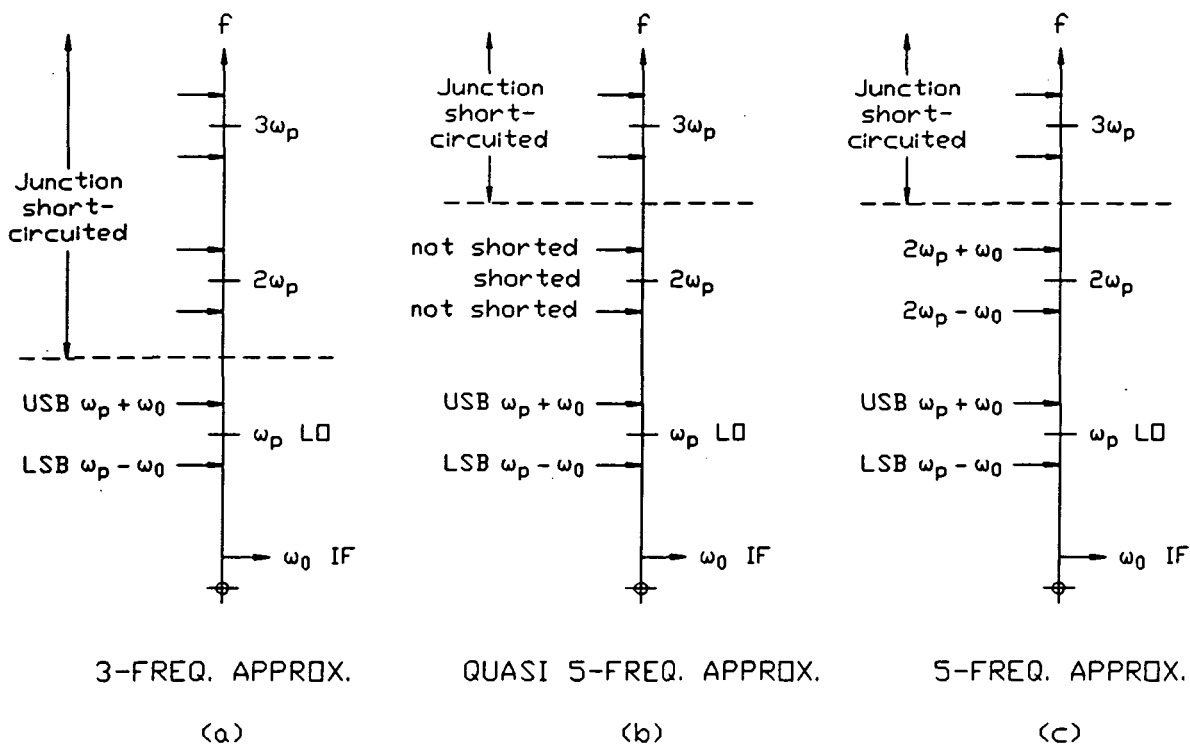 f
Junction
short-
circuited
3ωp
2ωp
USB ωp + ω0
ωp LO
LSB ωp - ω0
ω0 IF
3-FREQ. APPROX.
(a)
f
Junction
short-
circuited
3ωp
not shorted
shorted
2ωp
not shorted
USB ωp + ω0
ωp LO
LSB ωp - ω0
ω0 IF
QUASI 5-FREQ. APPROX.
(b)
f
Junction
short-
circuited
3ωp
2ωp + ω0
2ωp
2ωp - ω0
USB ωp + ω0
ωp LO
LSB ωp - ω0
ω0 IF
5-FREQ. APPROX.
(c)